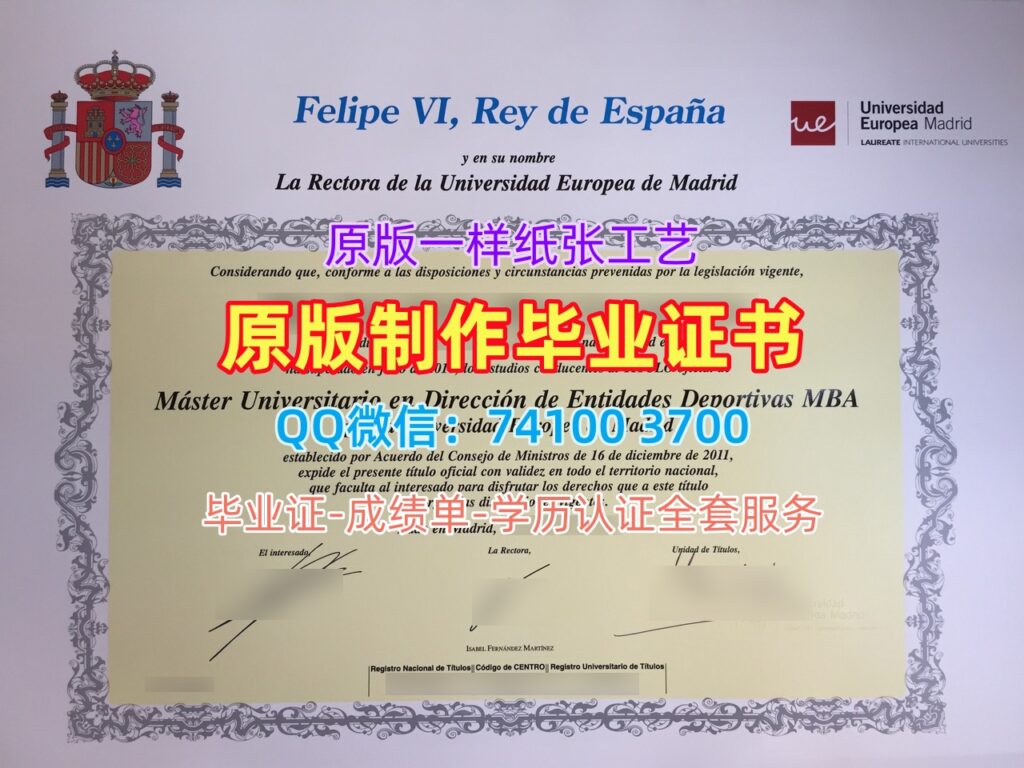 Felipe VI, Rey de España
ue
Universidad
Europea Madrid
LAUREATE INTERNATIONAL UNIVERSITIES
y en su nombre
La Rectora de la Universidad Europea de Madrid
原版一样纸张工艺
Considerando que, conforme a las disposiciones y circunstancias prevenidas por la legislación vigente,
原版制作毕业证书
Máster Universitario en Dirección de Entidades Deportivas MBA
QQ微信：74100 3700
establecido por Acuerdo del Consejo de Ministros de 16 de diciembre de 2011,
expide el presente título oficial con validez en todo el territorio nacional,
que faculta al interesado para disfrutar los derechos que a este título
毕业证-成绩单-学历认证全套服务
en Madrid,
El interesado,
La Rectora,
Unidad de Títulos,
ISABEL FERNÁNDEZ MARTÍNEZ
Registro Nacional de Títulos Código de CENTRO Registro Universitario de Títulos